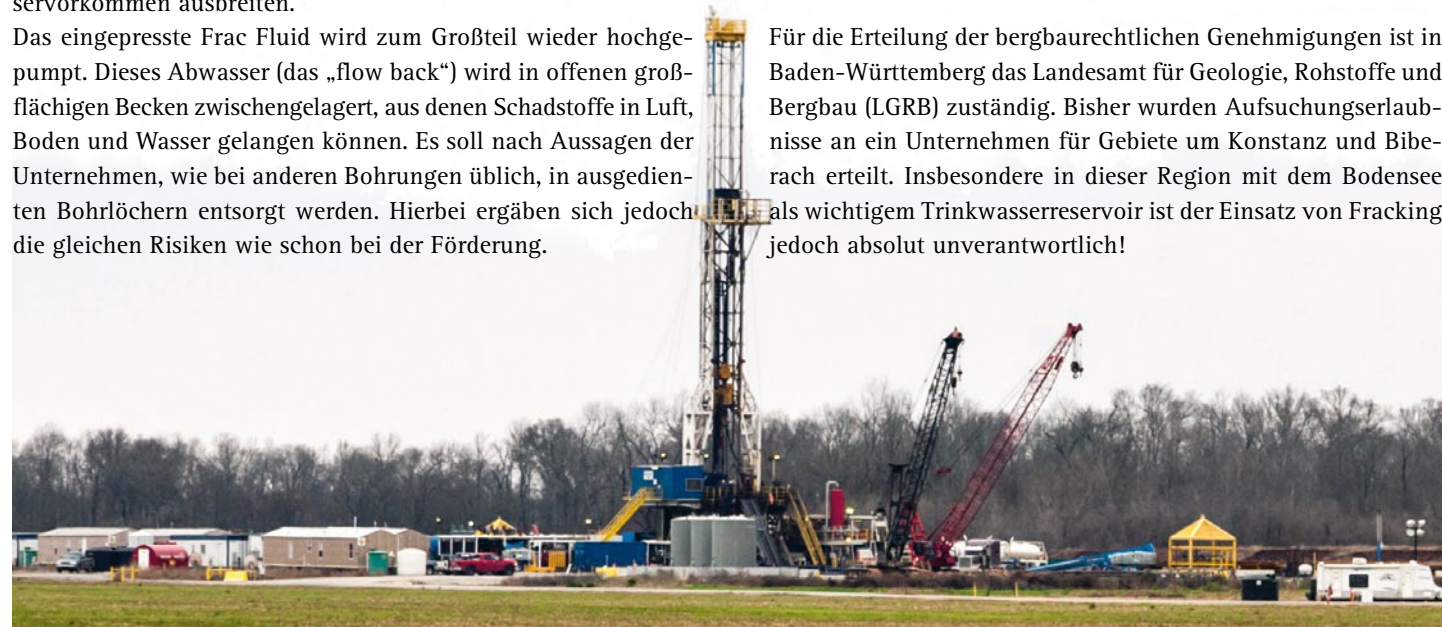 servorkommen ausbreiten.
Das eingepresste Frac Fluid wird zum Großteil wieder hochge-
pumpt. Dieses Abwasser (das „flow back“) wird in offenen groß-
flächigen Becken zwischengelagert, aus denen Schadstoffe in Luft,
Boden und Wasser gelangen können. Es soll nach Aussagen der
Unternehmen, wie bei anderen Bohrungen üblich, in ausgedien-
ten Bohrlöchern entsorgt werden. Hierbei ergäben sich jedoch
die gleichen Risiken wie schon bei der Förderung.
Für die Erteilung der bergbaurechtlichen Genehmigungen ist in
Baden-Württemberg das Landesamt für Geologie, Rohstoffe und
Bergbau (LGRB) zuständig. Bisher wurden Aufsuchungserlaub-
nisse an ein Unternehmen für Gebiete um Konstanz und Bibe-
rach erteilt. Insbesondere in dieser Region mit dem Bodensee
als wichtigem Trinkwasserreservoir ist der Einsatz von Fracking
jedoch absolut unverantwortlich!